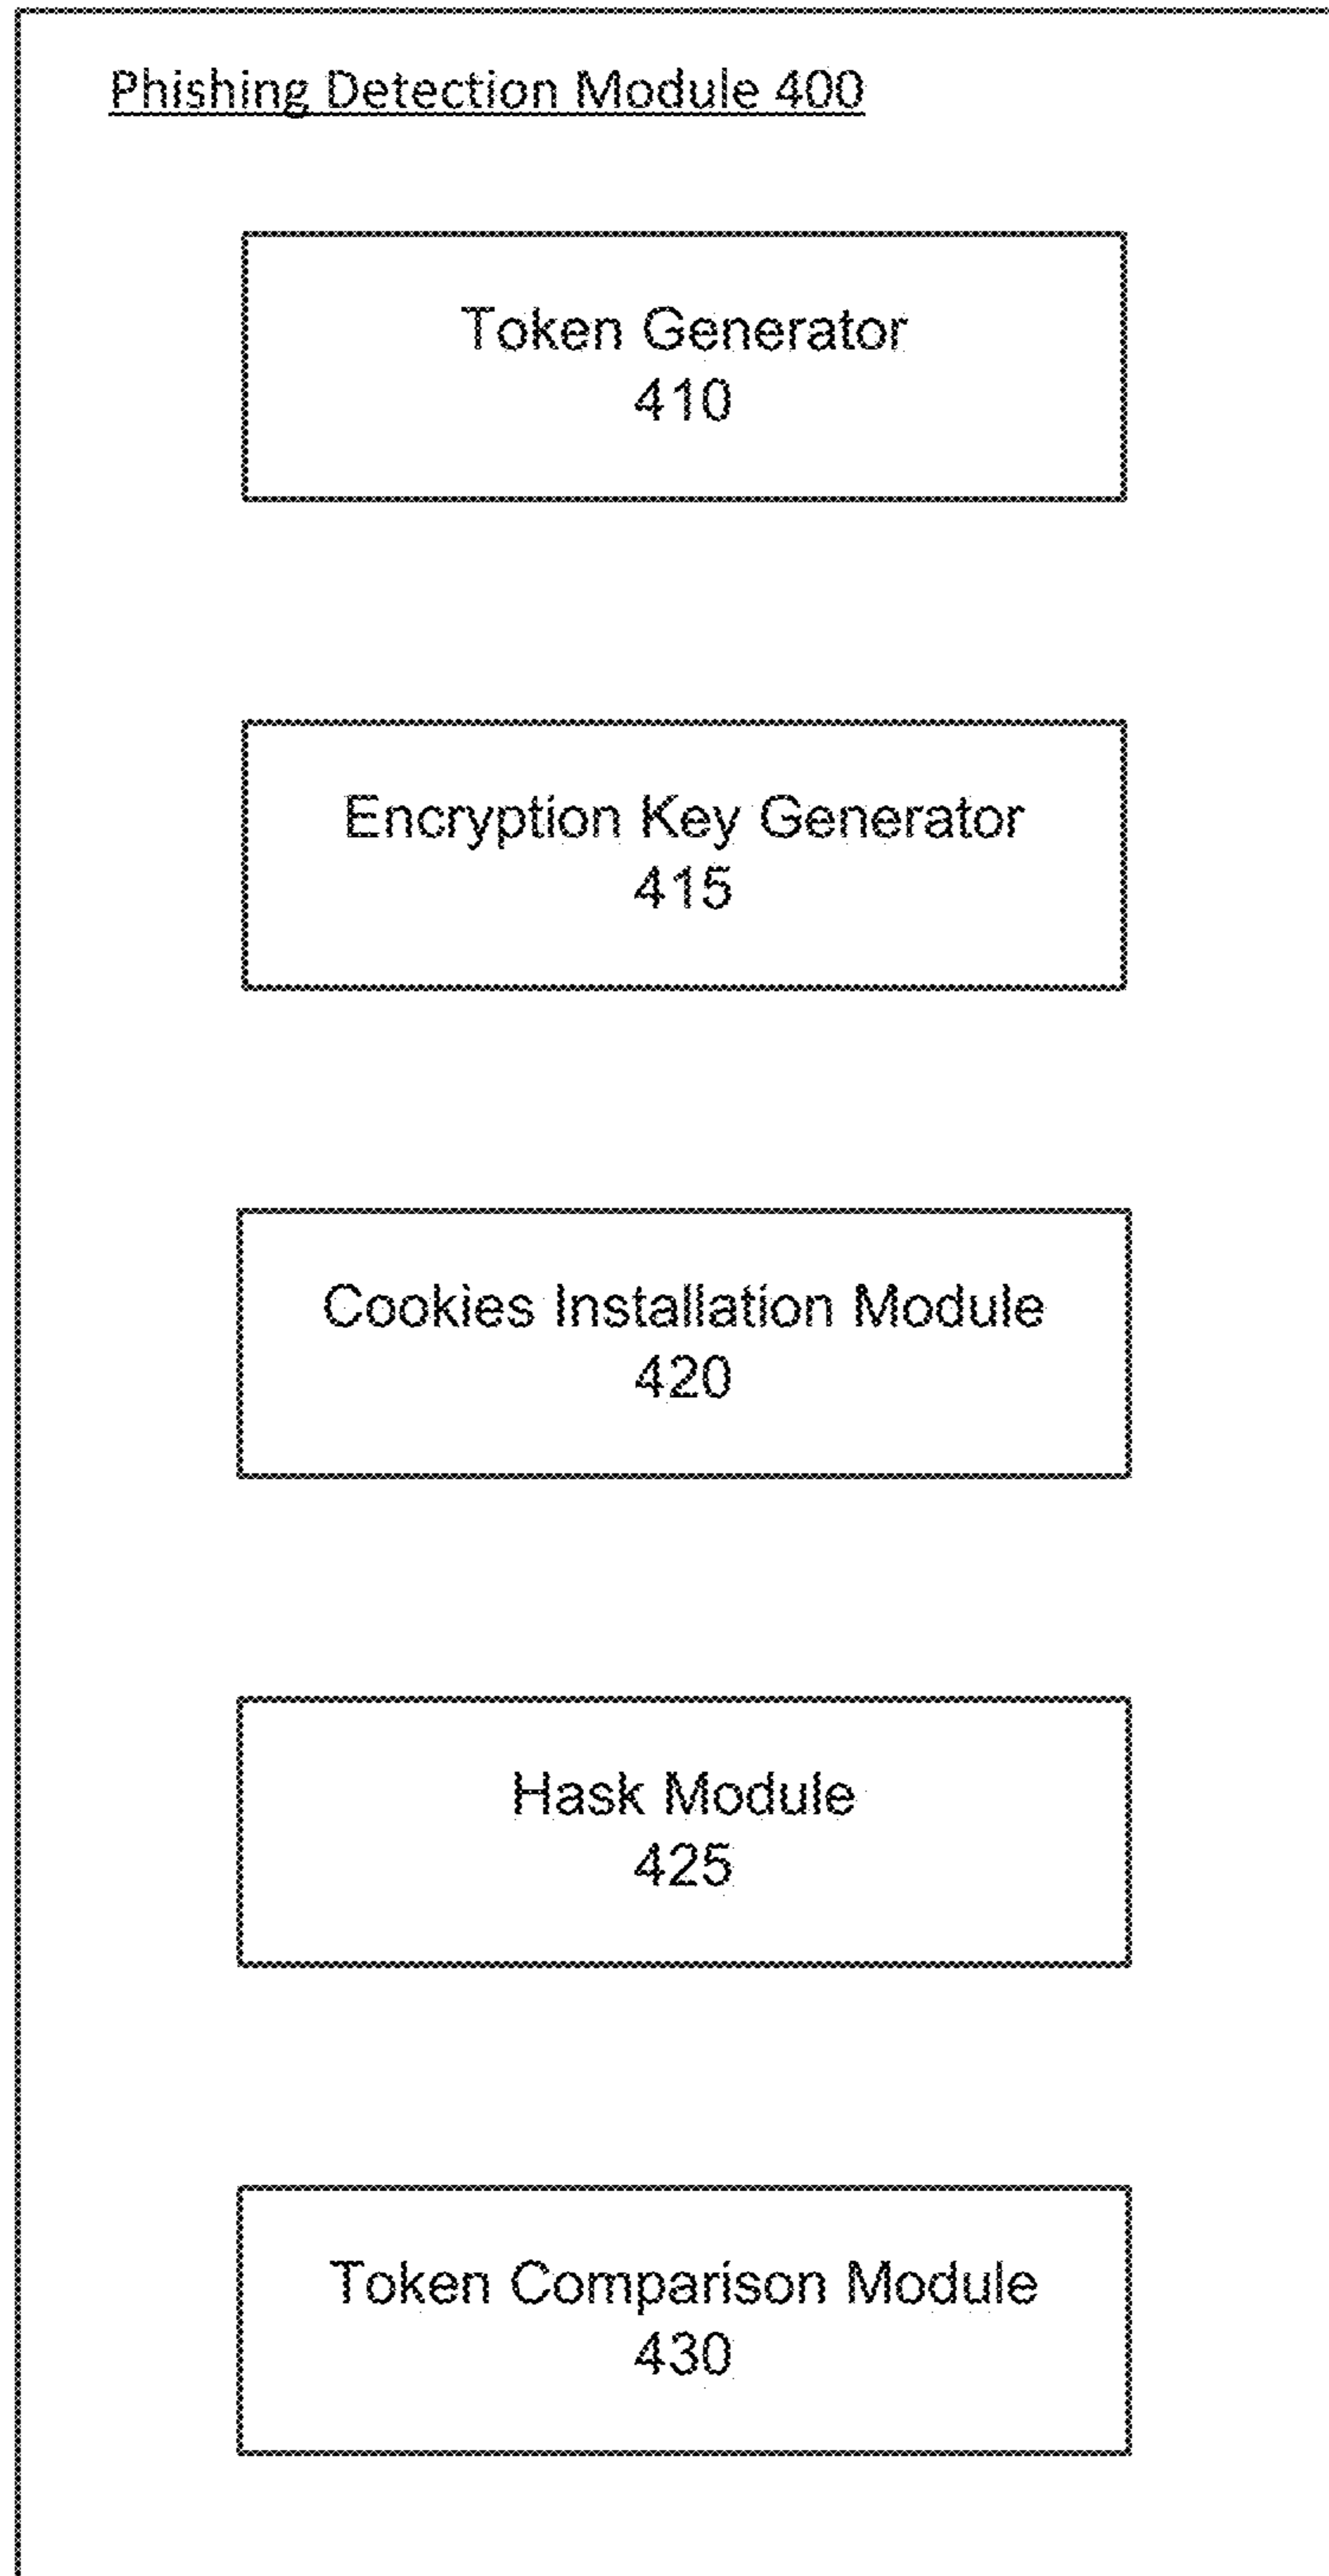 Phishing Detection Module 400
Token Generator
410
Encryption Key Generator
415
Cookies Installation Module
420
Hask Module
425
Token Comparison Module
430